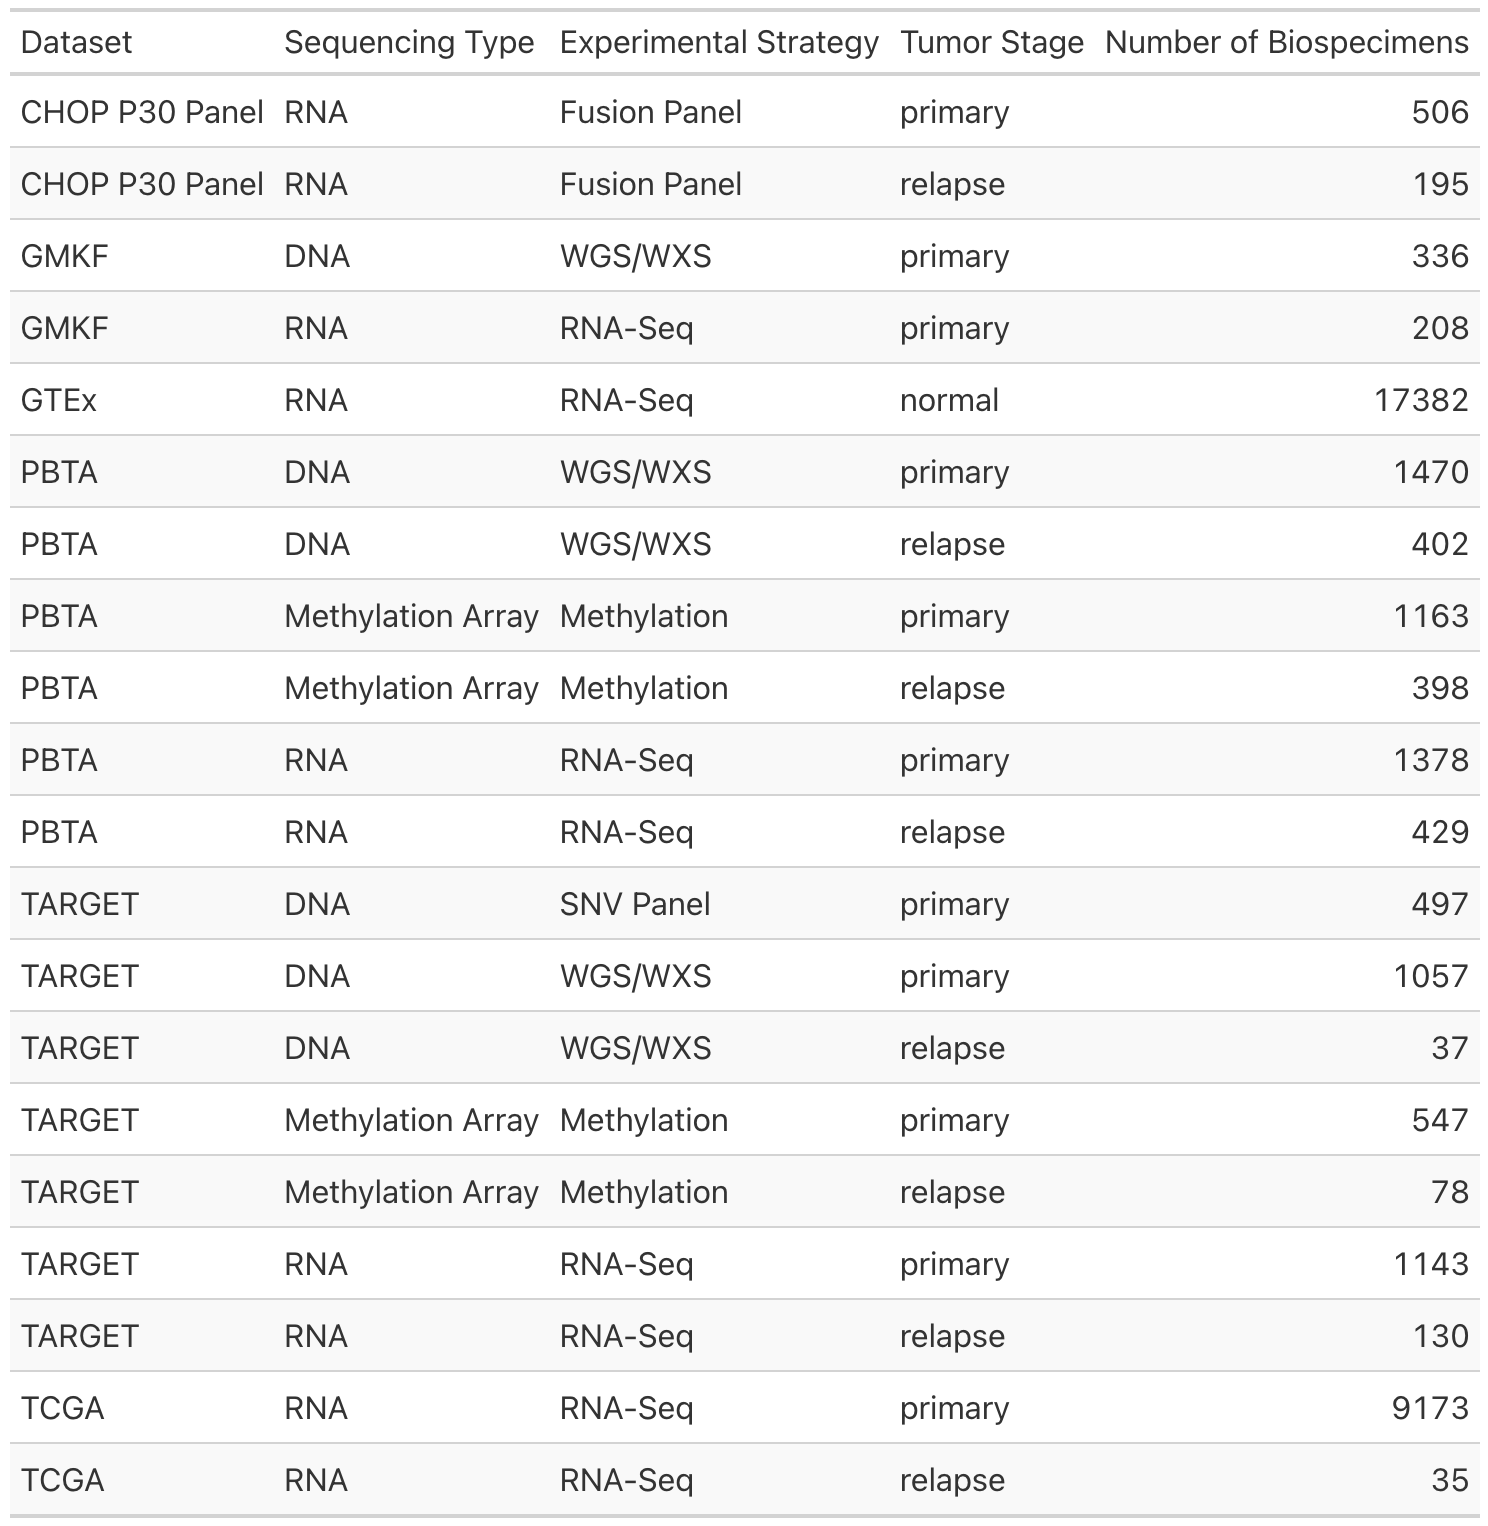 Dataset Sequencing Type Experimental Strategy Tumor Stage Number of Biospecimens
CHOP P30 Panel RNA Fusion Panel primary 506
CHOP P30 Panel RNA Fusion Panel relapse 195
GMKF DNA WGS/WXS primary 336
GMKF RNA RNA-Seq primary 208
GTEx RNA RNA-Seq normal 17382
PBTA DNA WGS/WXS primary 1470
PBTA DNA WGS/WXS relapse 402
PBTA Methylation Array Methylation primary 1163
PBTA Methylation Array Methylation relapse 398
PBTA RNA RNA-Seq primary 1378
PBTA RNA RNA-Seq relapse 429
TARGET DNA SNV Panel primary 497
TARGET DNA WGS/WXS primary 1057
TARGET DNA WGS/WXS relapse 37
TARGET Methylation Array Methylation primary 547
TARGET Methylation Array Methylation relapse 78
TARGET RNA RNA-Seq primary 1143
TARGET RNA RNA-Seq relapse 130
TCGA RNA RNA-Seq primary 9173
TCGA RNA RNA-Seq relapse 35